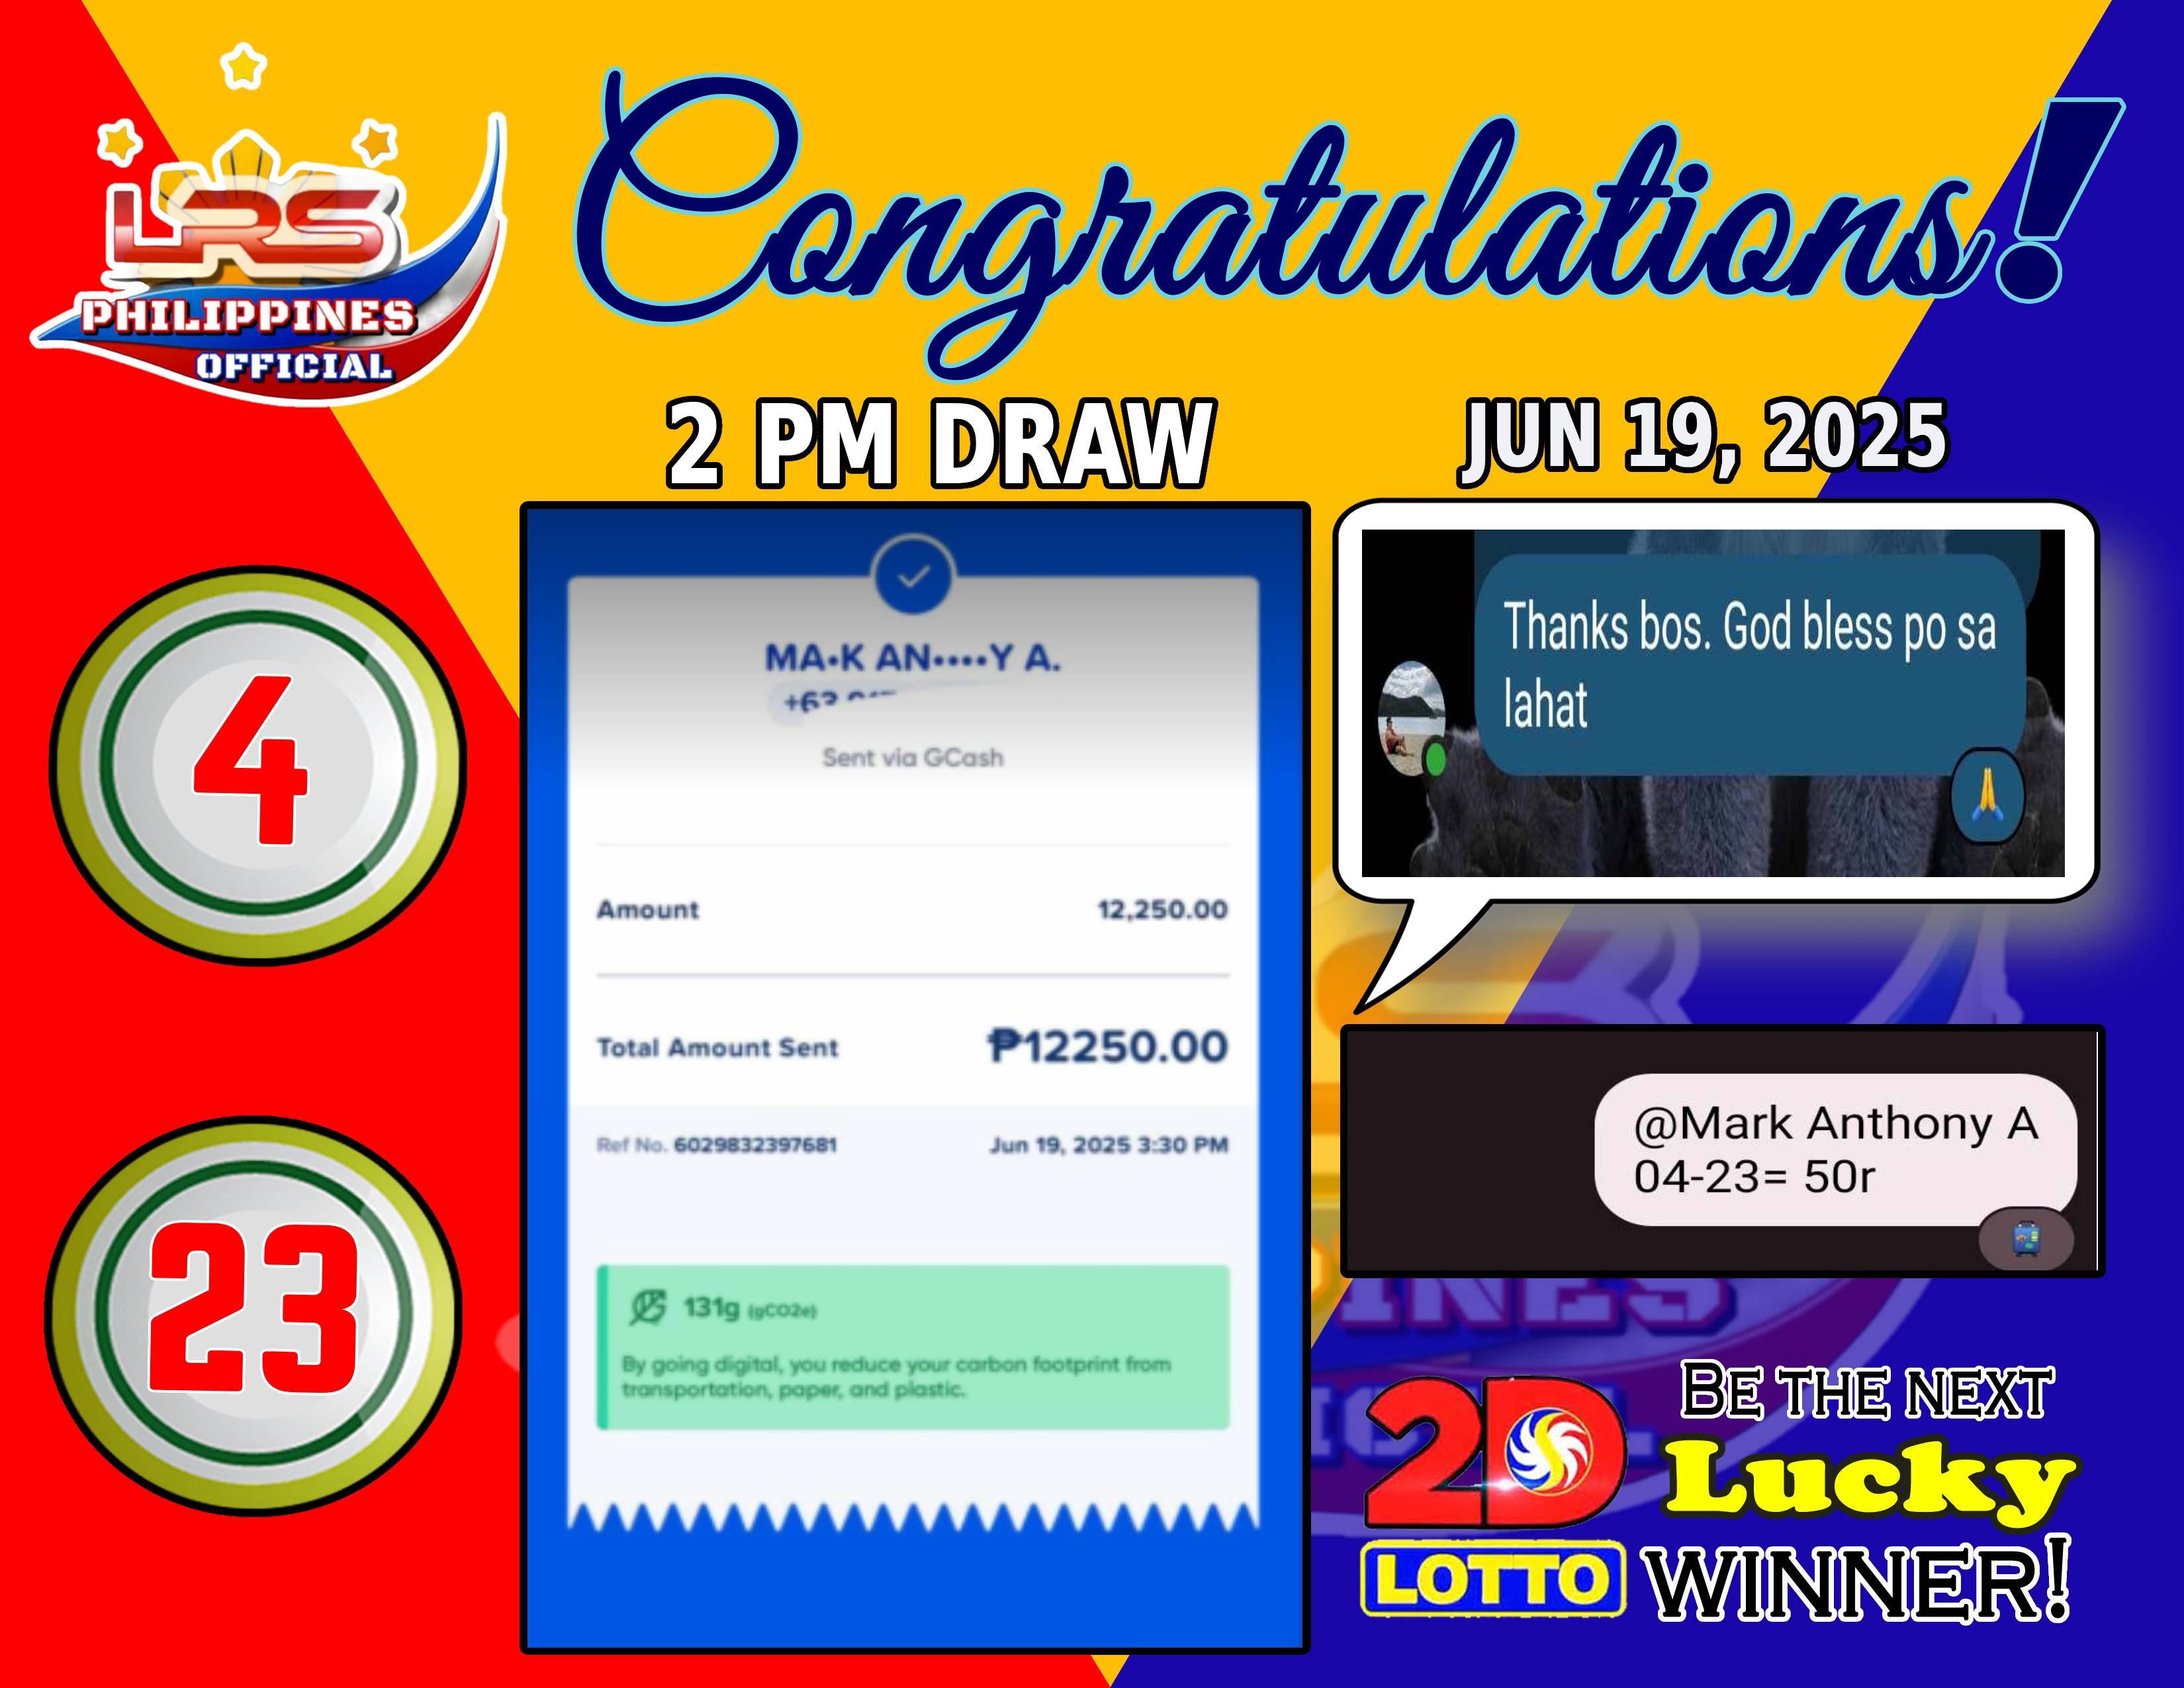 LRS
PHILIPPINES
OFFICIAL
Congratulations!
2 PM DRAW
JUN 19, 2025
4
23
MA•K AN••••Y A.
Sent via GCash
Amount 12,250.00
Total Amount Sent ₱12250.00
Ref No. 6029832397681 Jun 19, 2025 3:30 PM
131g (gCO2e)
By going digital, you reduce your carbon footprint from
transportation, paper, and plastic.
Thanks bos. God bless po sa
lahat
@Mark Anthony A
04-23= 50r
2D
LOTTO
BE THE NEXT
Lucky
WINNER!